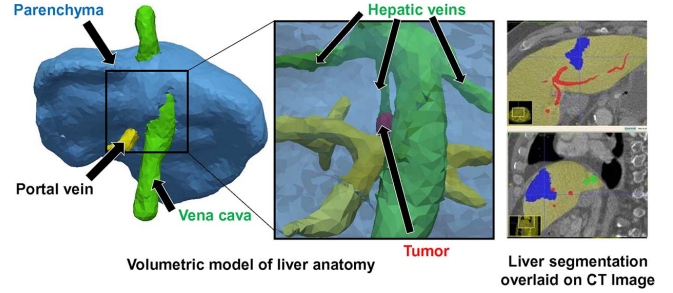 Parenchyma
Hepatic veins
Portal vein
Vena cava
Tumor
Volumetric model of liver anatomy
Liver segmentation
overlaid on CT Image